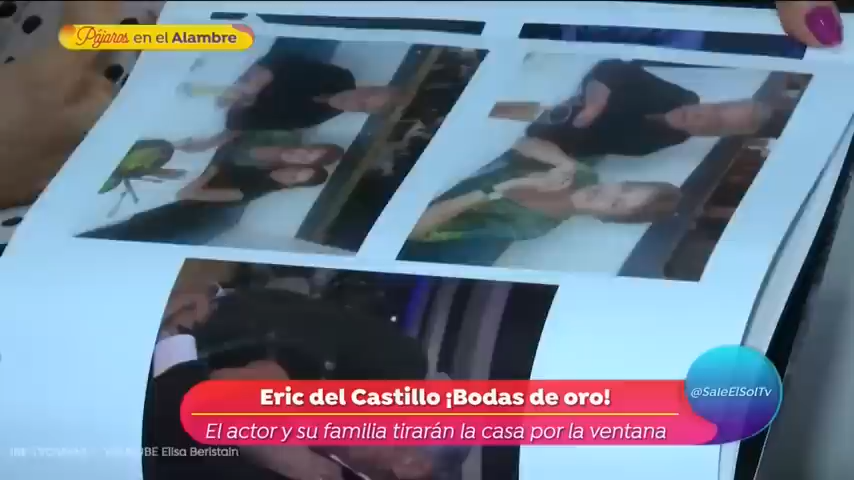 Pájaros en el Alambre
Eric del Castillo ¡Bodas de oro!
@SaleElSolTv
El actor y su familia tirarán la casa por la ventana
Elisa Beristain